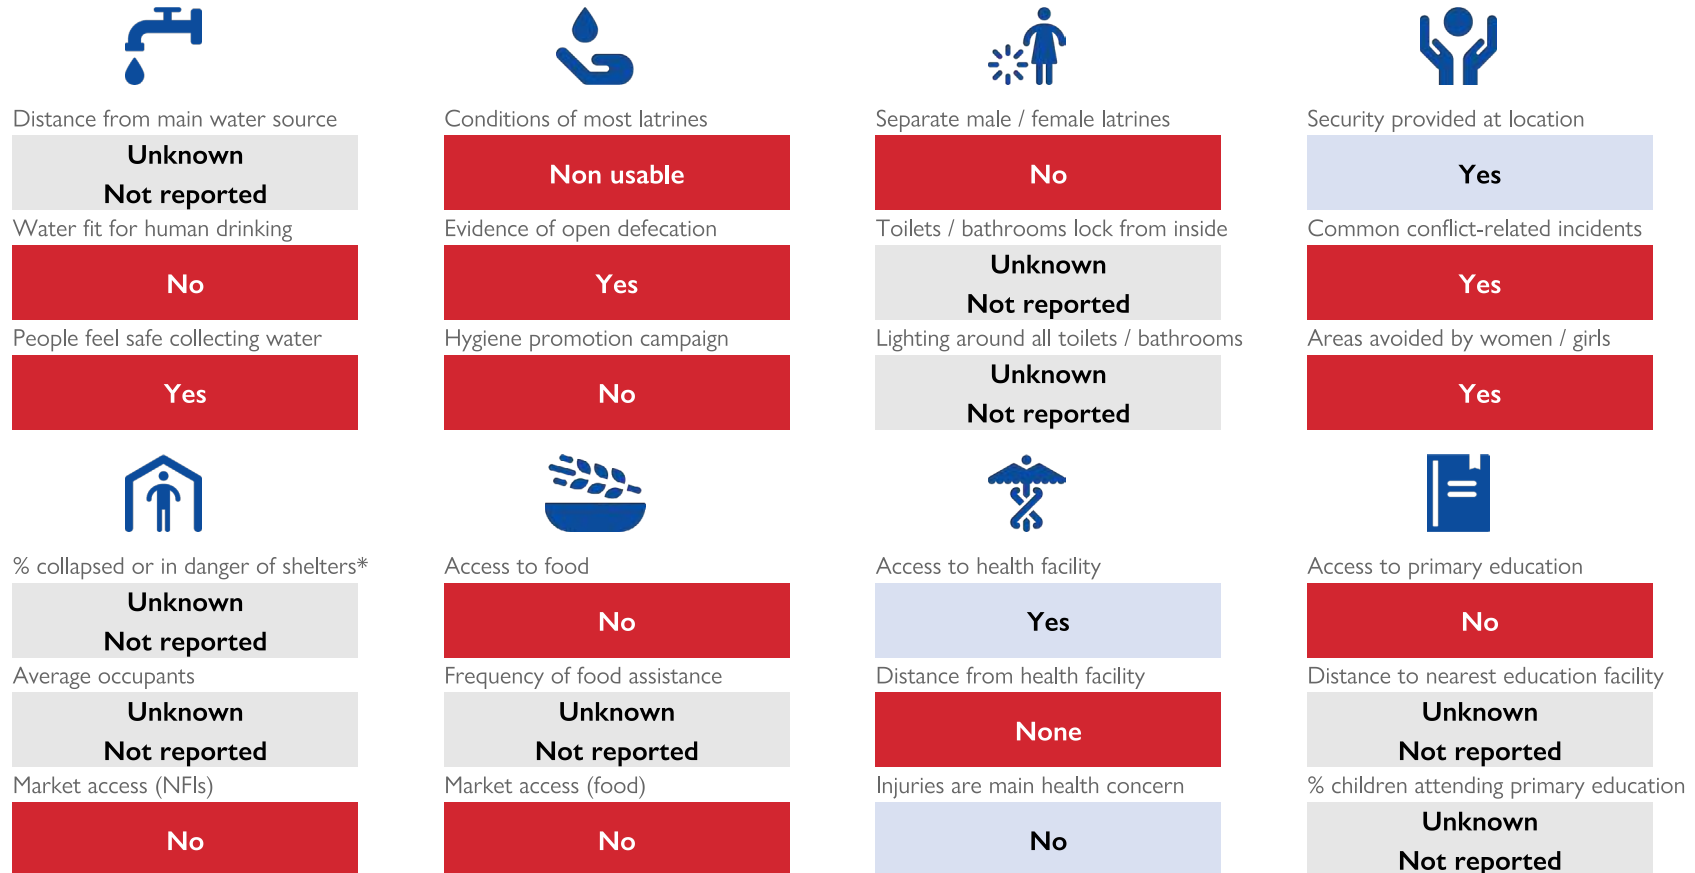 Distance from main water source
Unknown
Not reported
Water fit for human drinking
No
People feel safe collecting water
Yes
Conditions of most latrines
Non usable
Evidence of open defecation
Yes
Hygiene promotion campaign
No
Separate male / female latrines
No
Toilets / bathrooms lock from inside
Unknown
Not reported
Lighting around all toilets / bathrooms
Unknown
Not reported
Security provided at location
Yes
Common conflict-related incidents
Yes
Areas avoided by women / girls
Yes
% collapsed or in danger of shelters*
Unknown
Not reported
Average occupants
Unknown
Not reported
Market access (NFIs)
No
Access to food
No
Frequency of food assistance
Unknown
Not reported
Market access (food)
No
Access to health facility
Yes
Distance from health facility
None
Injuries are main health concern
No
Access to primary education
No
Distance to nearest education facility
Unknown
Not reported
% children attending primary education
Unknown
Not reported